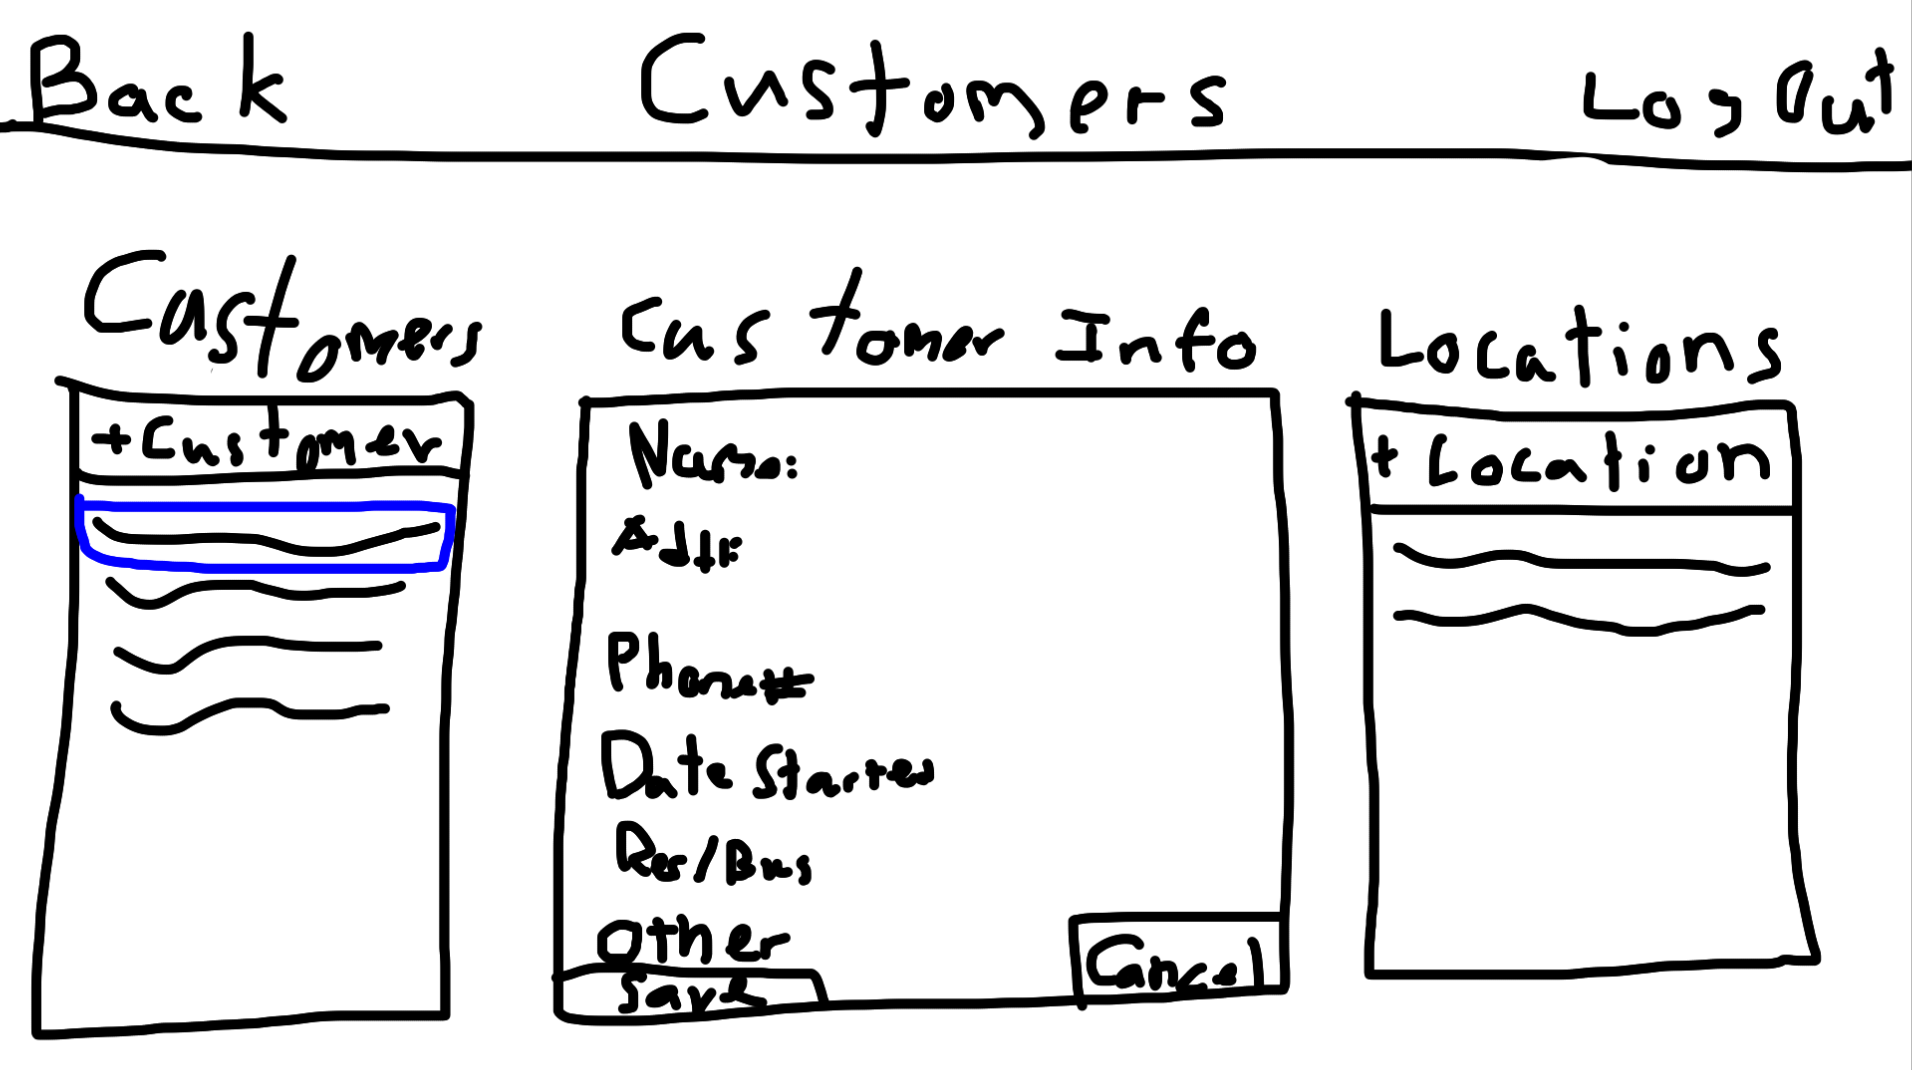 Back Customers Log Out
Customers Customer Info Locations
+ Customer
Name:
+ Location
Addr:
Phone#
Date Started
Res/Bus
Other
Save
Cancel